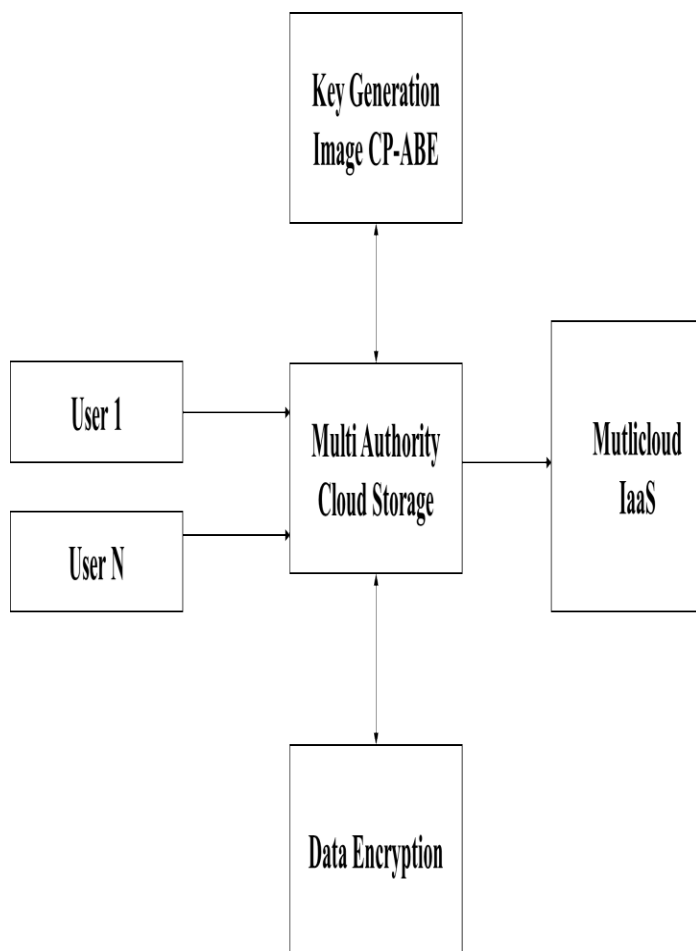 Key Generation
Image CP-ABE
User 1
Multi Authority
Cloud Storage
Mutlicloud
IaaS
User N
Data Encryption